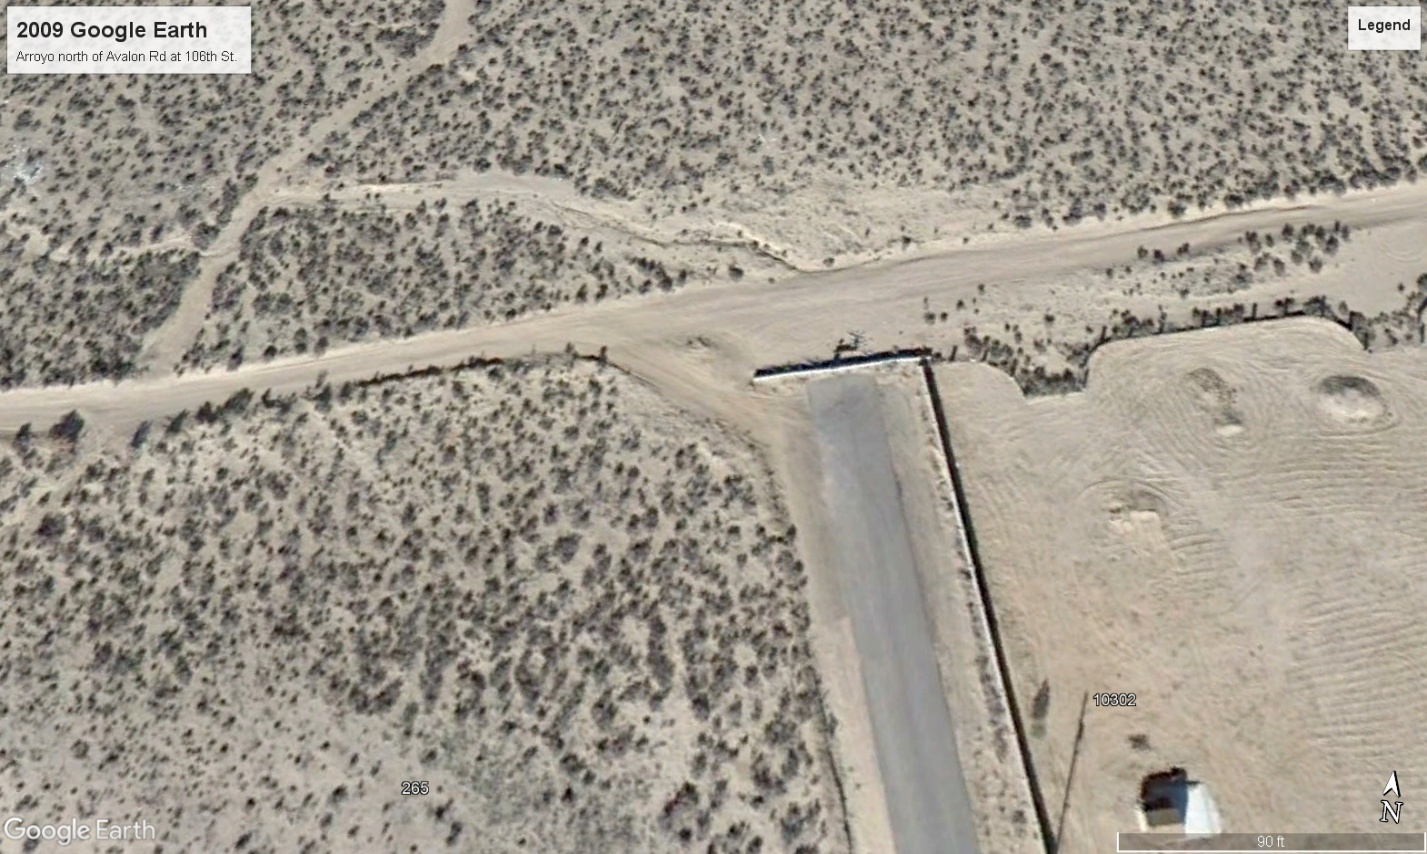 2009 Google Earth
Arroyo north of Avalon Rd at 106th St.
Legend
10302
265
Google Earth
N
90 ft